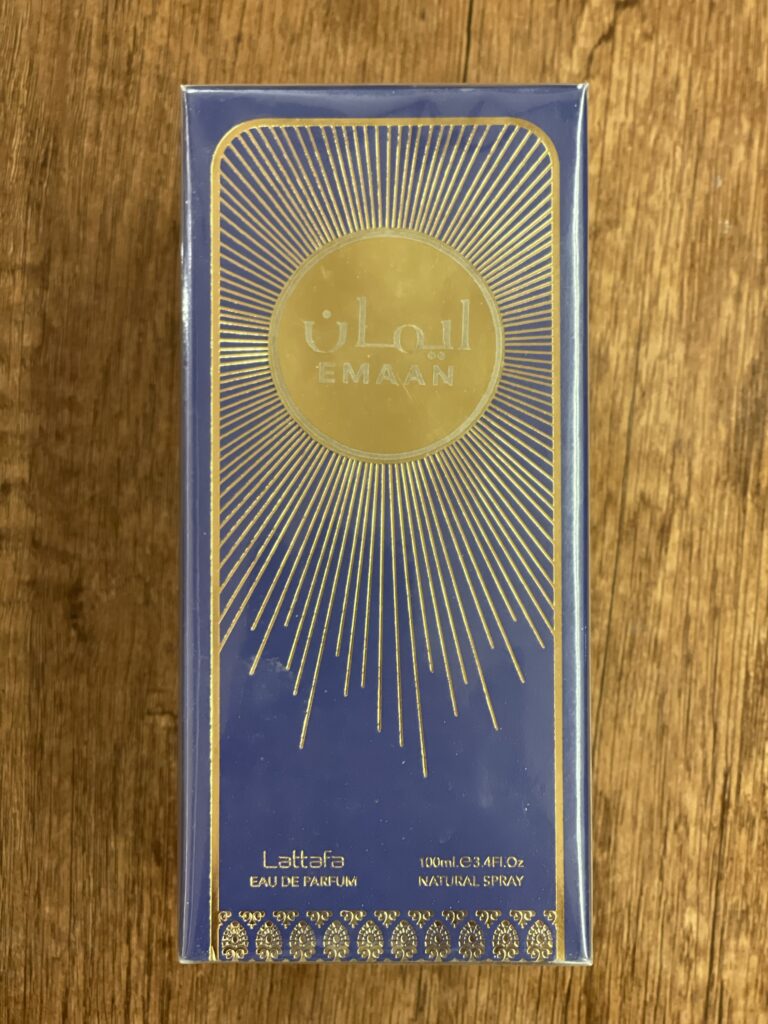 ايمان
EMAAN
Lattafa
EAU DE PARFUM
100ml.℮3.4Fl.Oz
NATURAL SPRAY